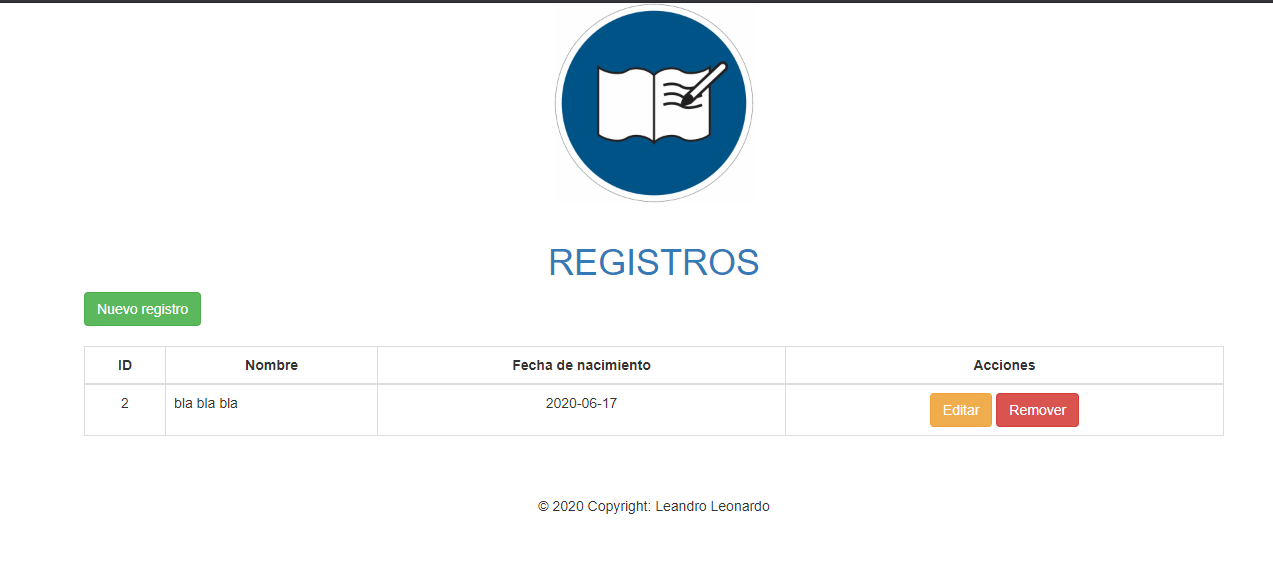 REGISTROS
Nuevo registro
ID Nombre Fecha de nacimiento Acciones
2 bla bla bla 2020-06-17 Editar Remover
© 2020 Copyright: Leandro Leonardo